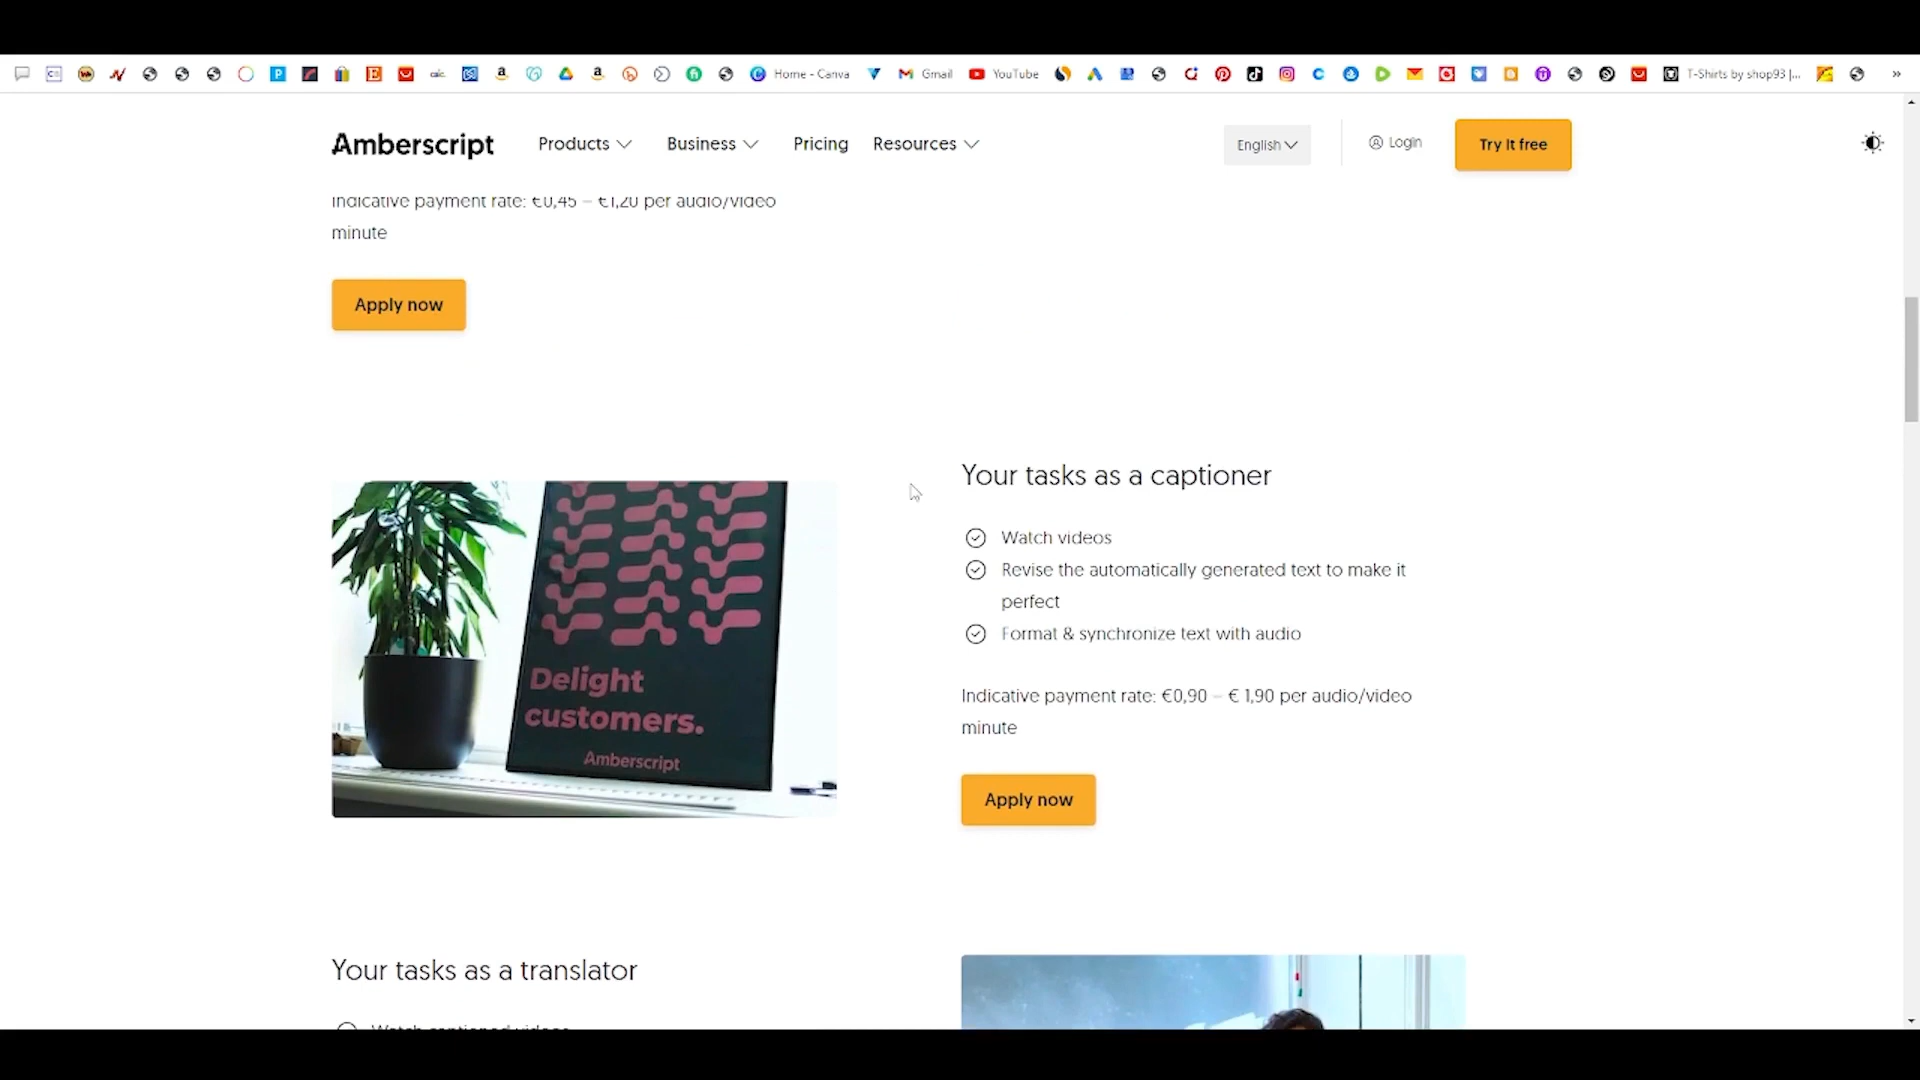 Home - Canva
Gmail
YouTube
T-Shirts by shop93 |...
Amberscript
Products
Business
Pricing
Resources
English
Login
Try it free
Indicative payment rate: €0,45 – €1,20 per audio/video
minute
Apply now
Your tasks as a captioner
Watch videos
Revise the automatically generated text to make it
perfect
Format & synchronize text with audio
Indicative payment rate: €0,90 – € 1,90 per audio/video
minute
Apply now
Delight
customers.
Amberscript
Your tasks as a translator
Watch captioned videos